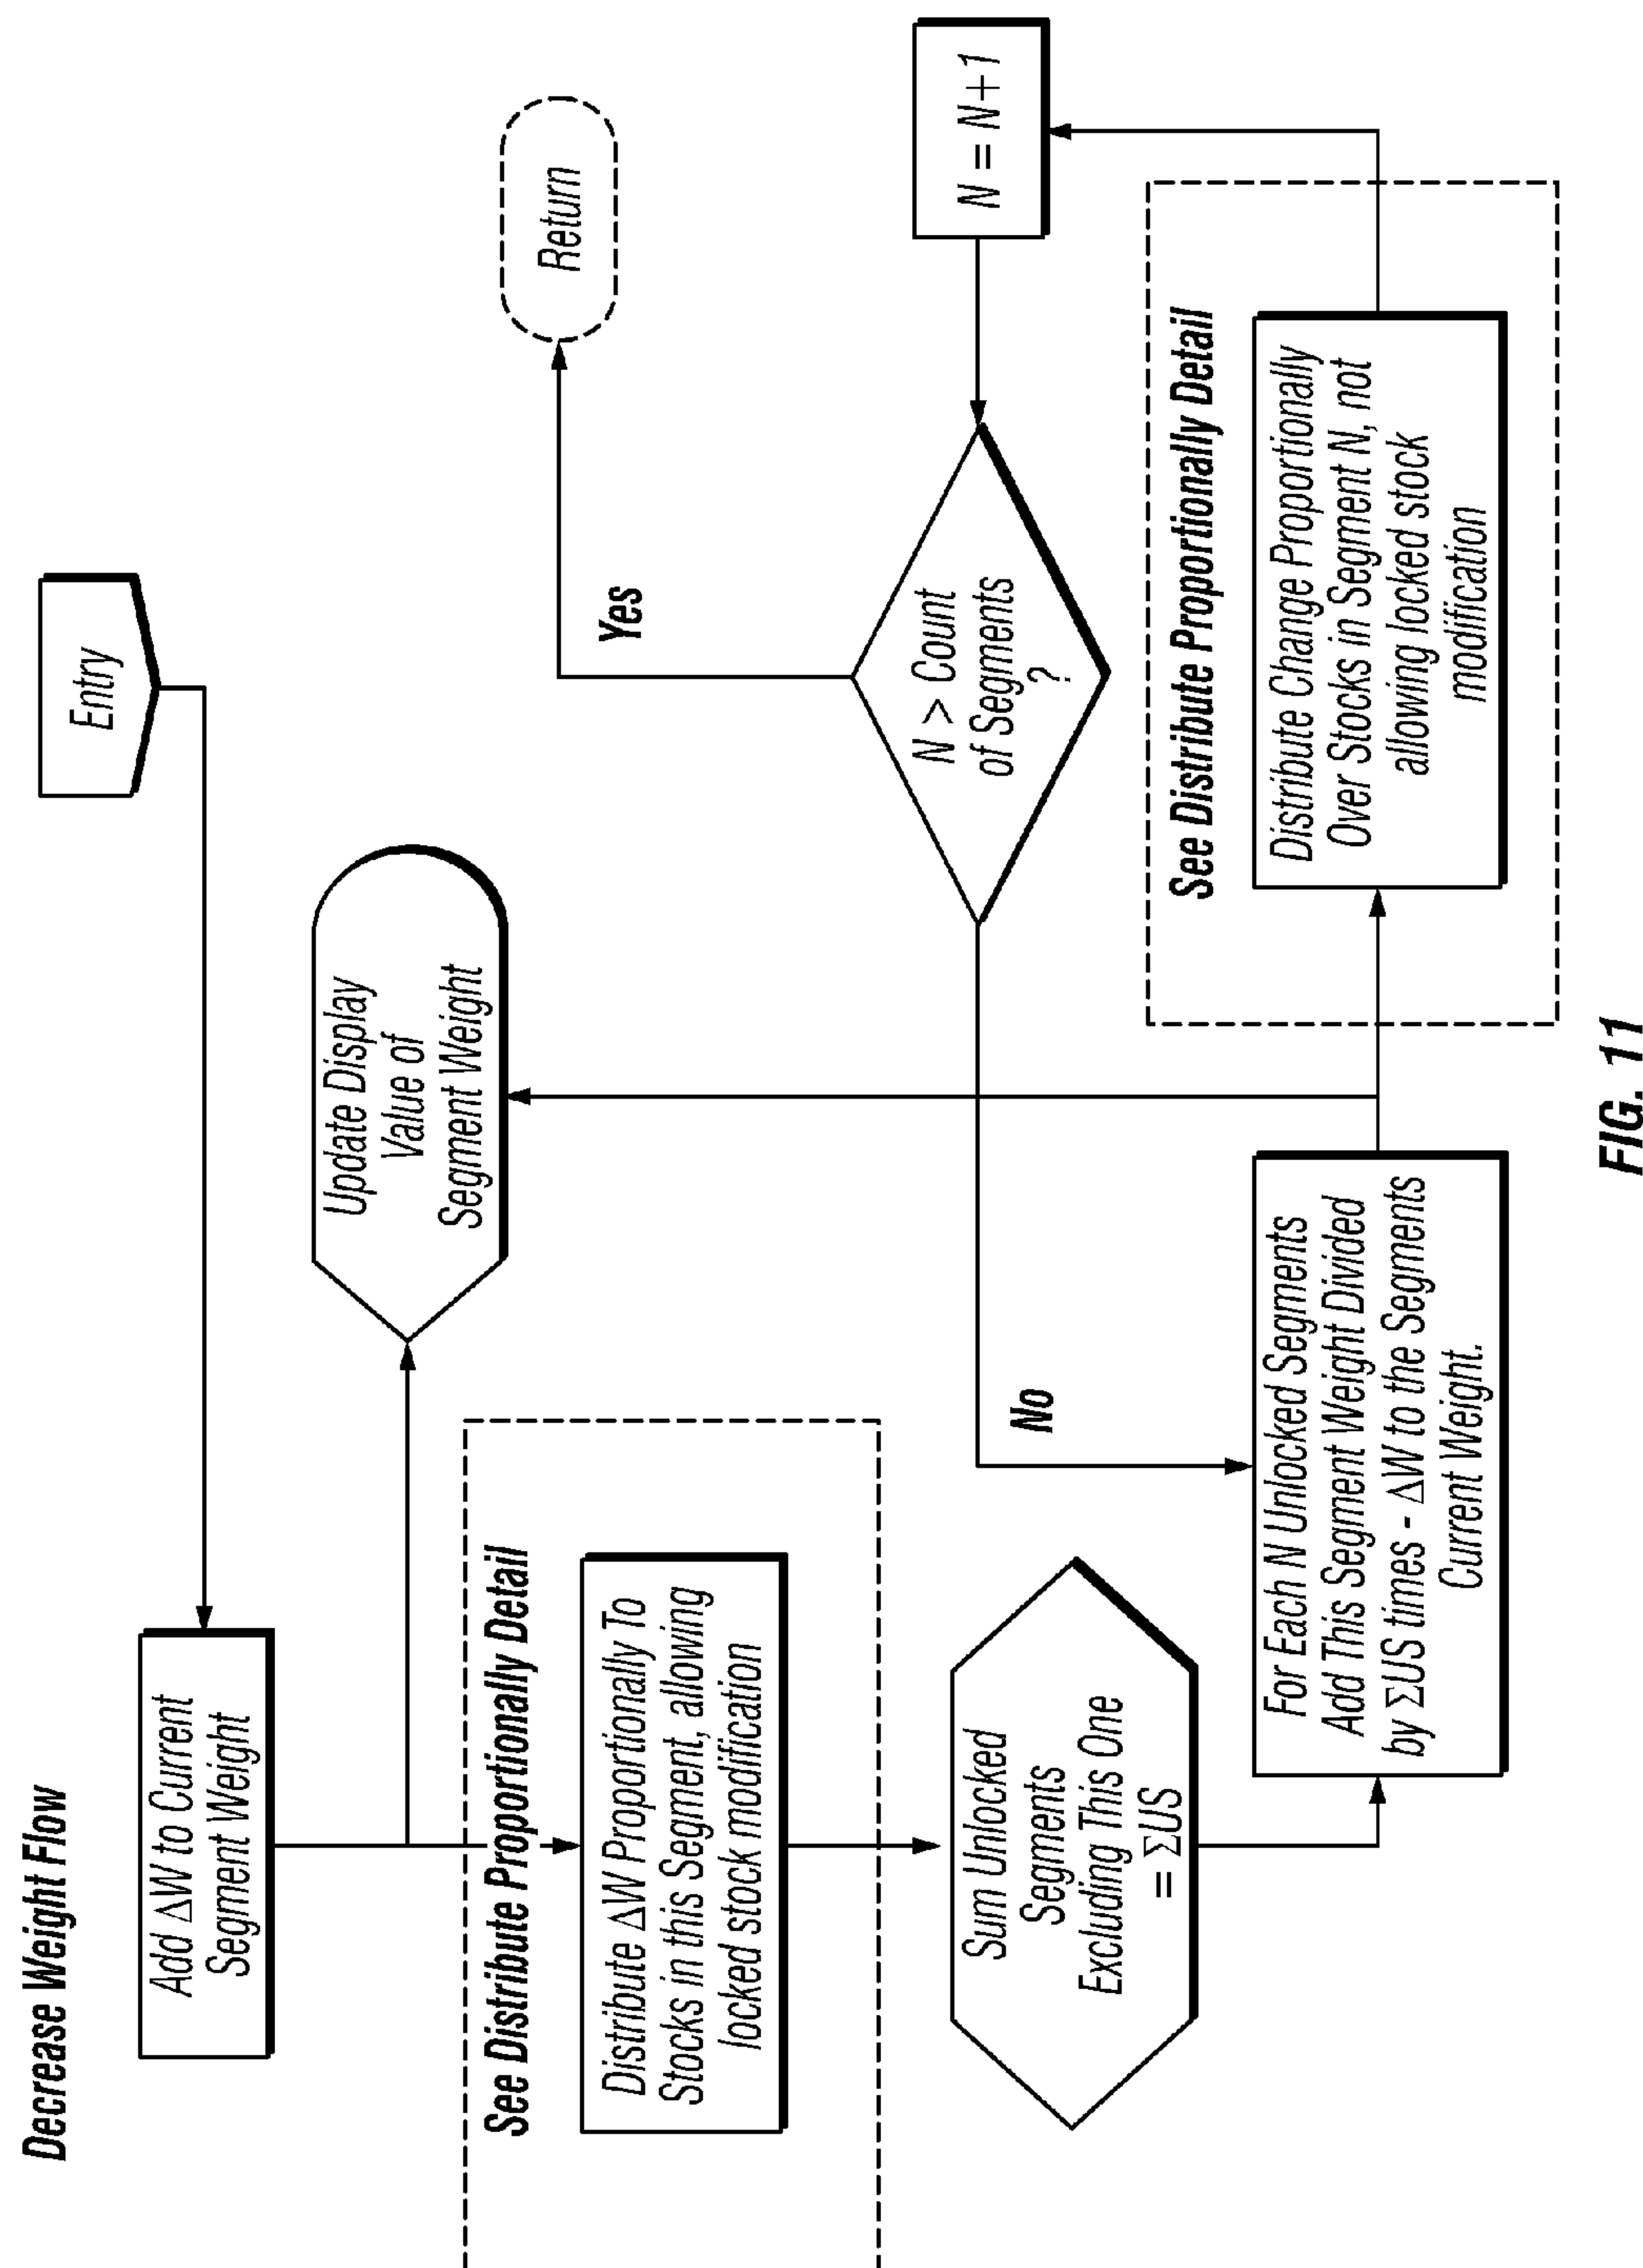 Decrease Weight Flow
Entry
Add ΔW to Current
Segment Weight
Update Display
Value of
Segment Weight
See Distribute Proportionally Detail
Distribute ΔW Proportionally To
Stocks in this Segment, allowing
locked stock modification
Return
Yes
Sum Unlocked
Segments
Excluding This One
= ΣUS
No
N > Count
of Segments
?
N = N+1
For Each N Unlocked Segments
Add This Segment Weight Divided
by ΣUS times - ΔW to the Segments
Current Weight.
See Distribute Proportionally Detail
Distribute Change Proportionally
Over Stocks in Segment N, not
allowing locked stock
modification
FIG. 11